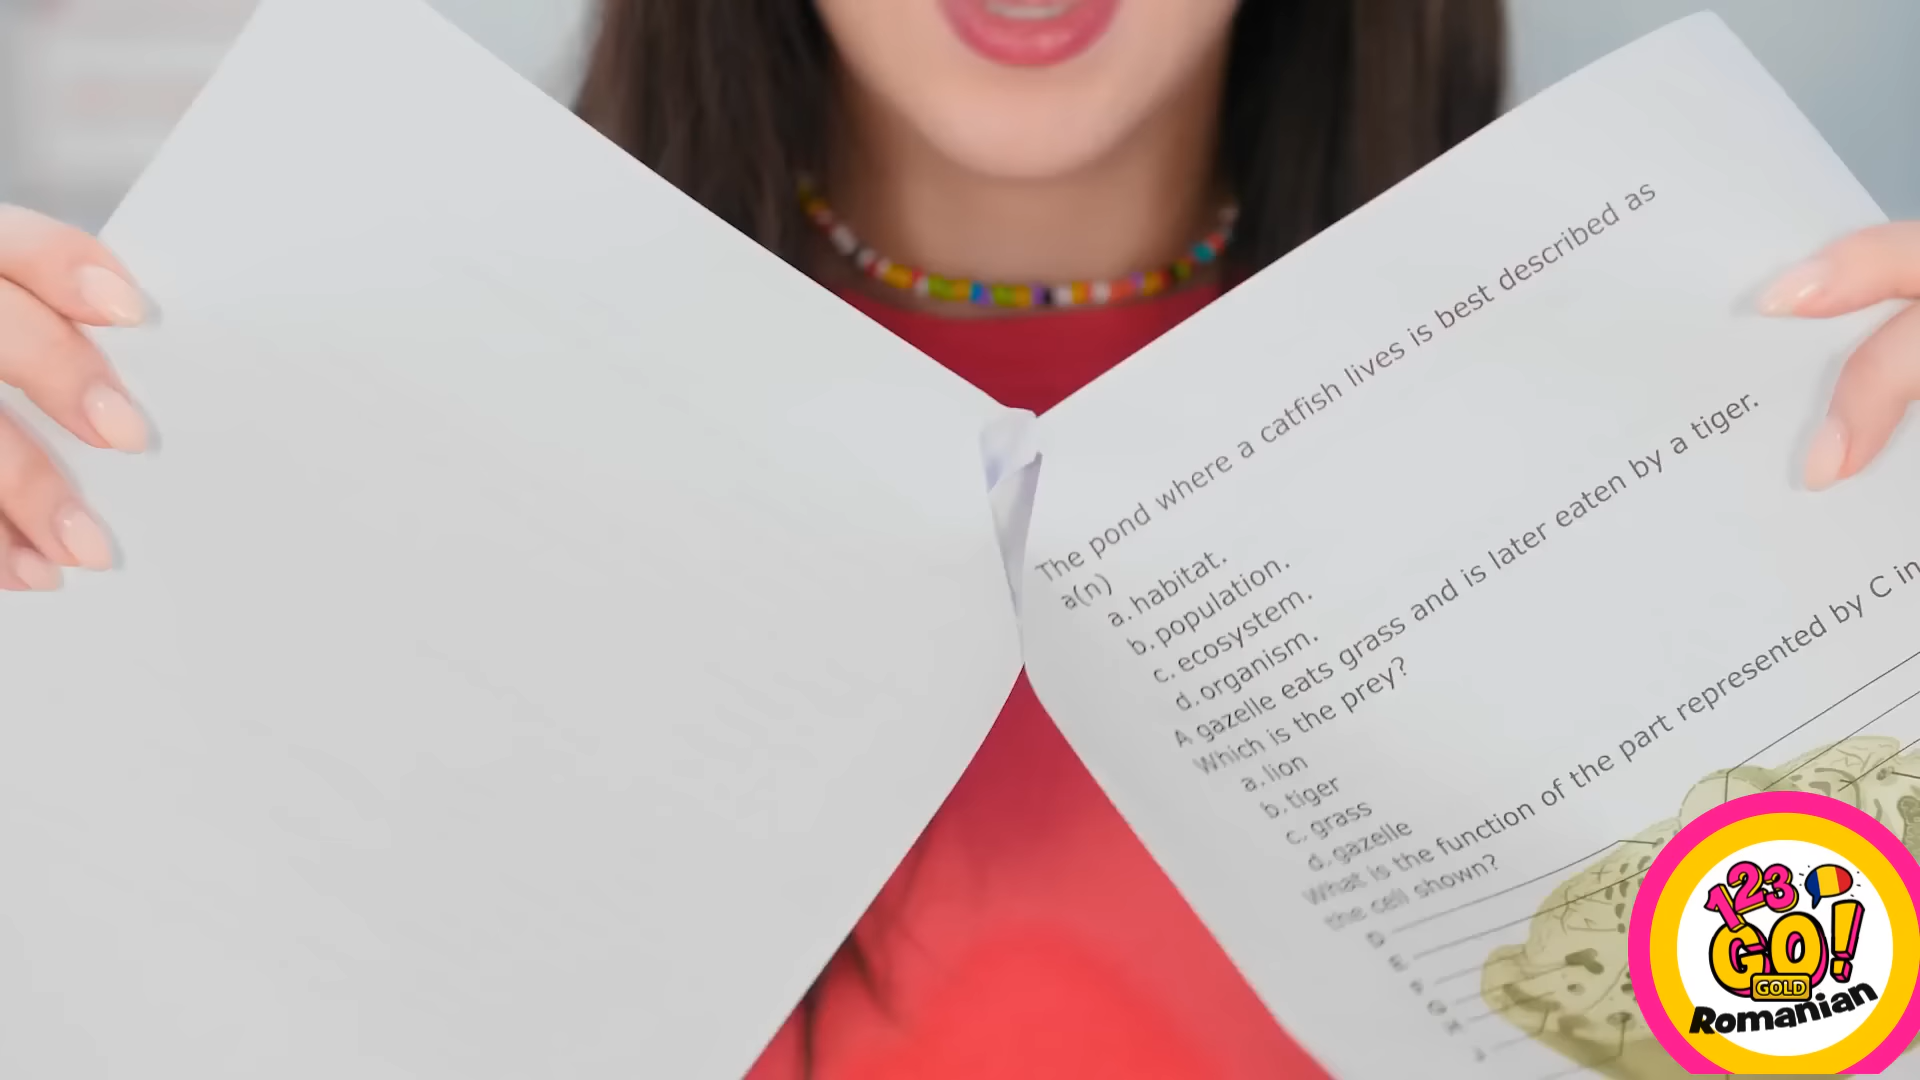 The pond where a catfish lives is best described as
a(n)
a. habitat.
b. population.
c. ecosystem.
d. organism.
A gazelle eats grass and is later eaten by a tiger.
Which is the prey?
a. lion
b. tiger
c. grass
d. gazelle
What is the function of the part represented by C in
the cell shown?
D
123
GO!
GOLD
Romanian